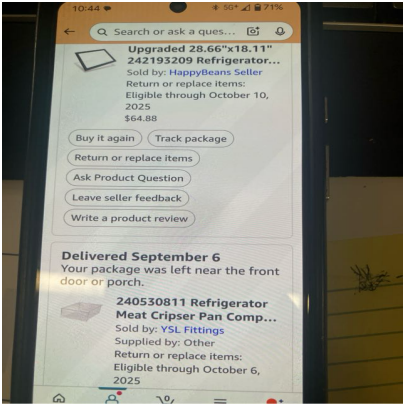 10:44 5G 71%
Search or ask a ques...
Upgraded 28.66"x18.11"
242193209 Refrigerator...
Sold by: HappyBeans Seller
Return or replace items:
Eligible through October 10,
2025
$64.88
Buy it again Track package
Return or replace items
Ask Product Question
Leave seller feedback
Write a product review
Delivered September 6
Your package was left near the front
door or porch.
240530811 Refrigerator
Meat Cripser Pan Comp...
Sold by: YSL Fittings
Supplied by: Other
Return or replace items:
Eligible through October 6,
2025